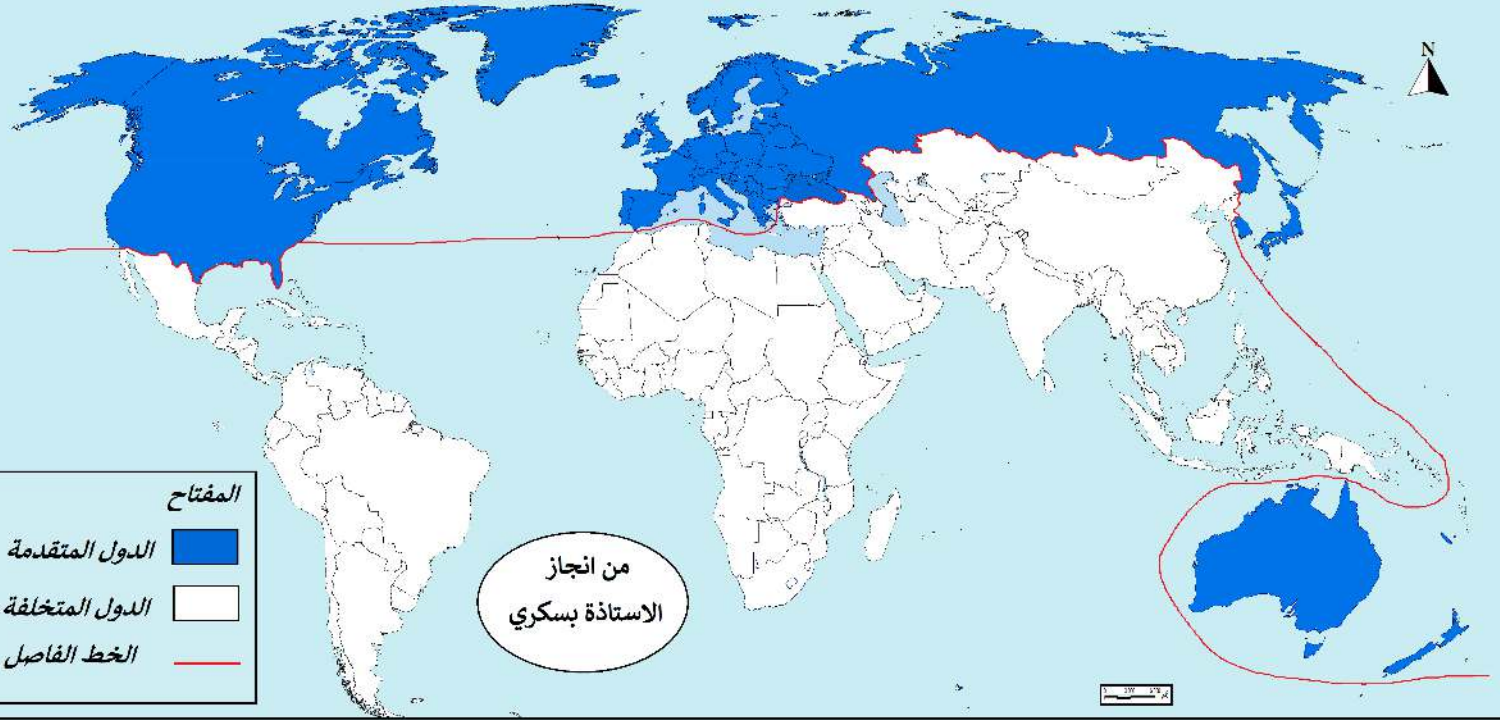 N
المفتاح
الدول المتقدمة
الدول المتخلفة
الخط الفاصل
من انجاز
الاستاذة بسكري